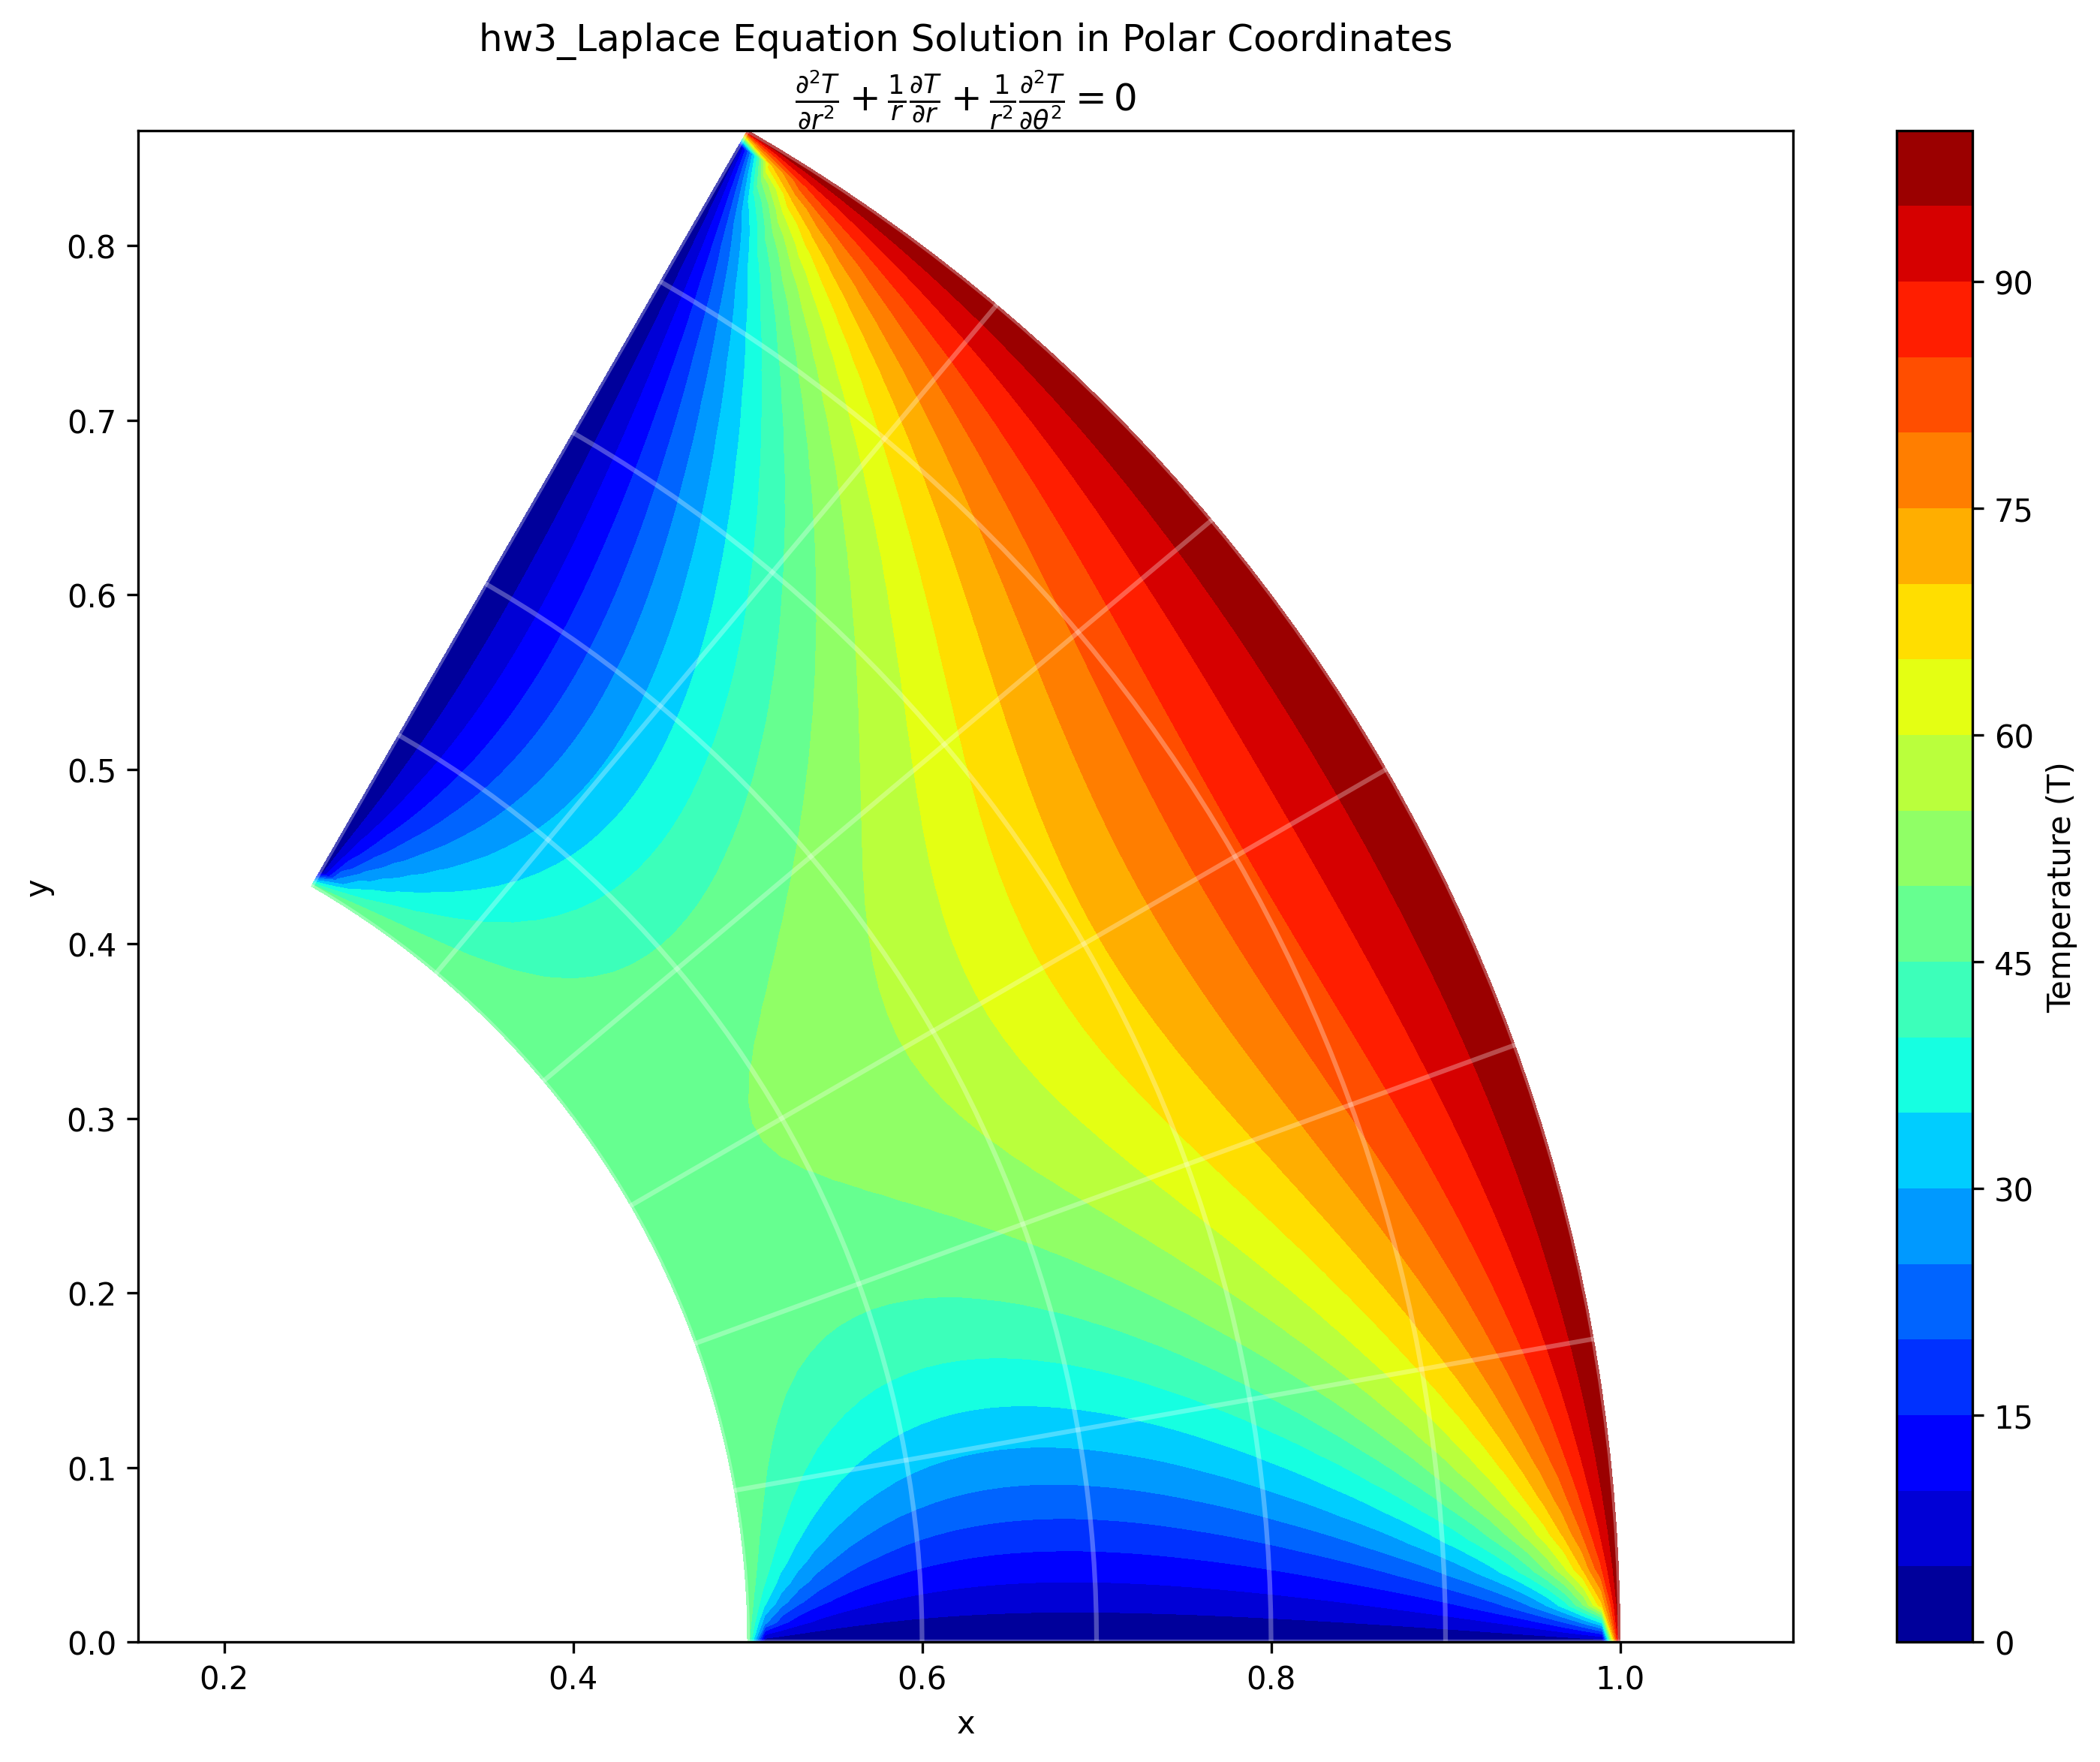 hw3_Laplace Equation Solution in Polar Coordinates
∂²T/∂r² + 1/r ∂T/∂r + 1/r² ∂²T/∂θ² = 0
0.8
0.7
0.6
0.5
0.4
0.3
0.2
0.1
0.0
y
0.2 0.4 0.6 0.8 1.0
x
90
75
60
45
30
15
0
Temperature (T)